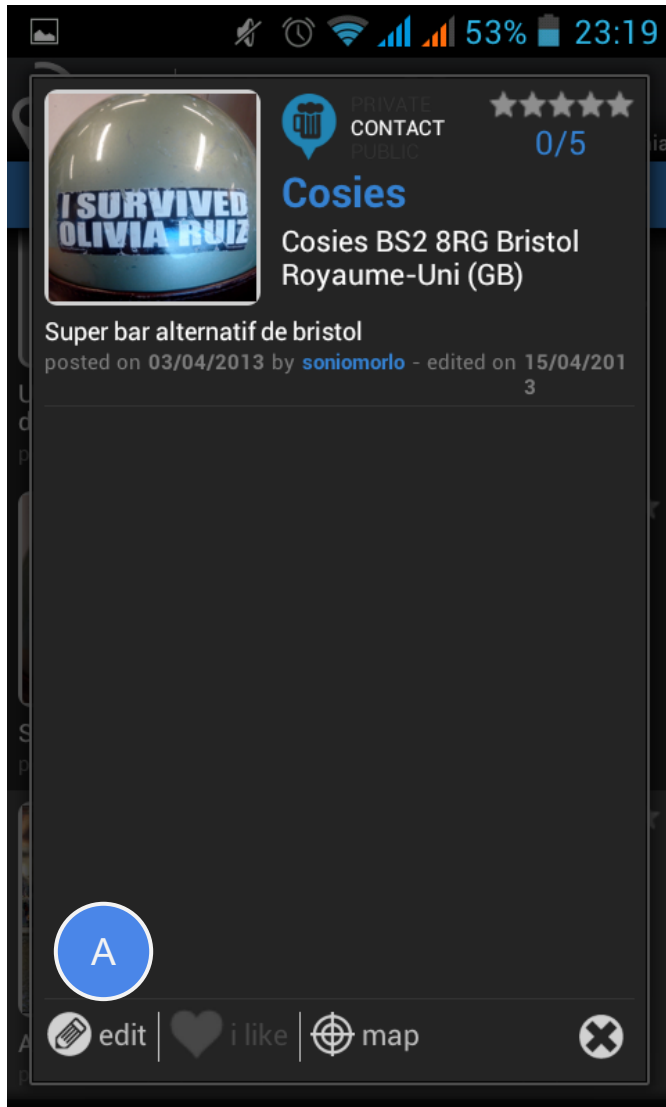 53% 23:19
I SURVIVED
OLIVIA RUIZ
PRIVATE
CONTACT
PUBLIC
0/5
Cosies
Cosies BS2 8RG Bristol
Royaume-Uni (GB)
Super bar alternatif de bristol
posted on 03/04/2013 by soniomorlo - edited on 15/04/201
3
A
edit i like map